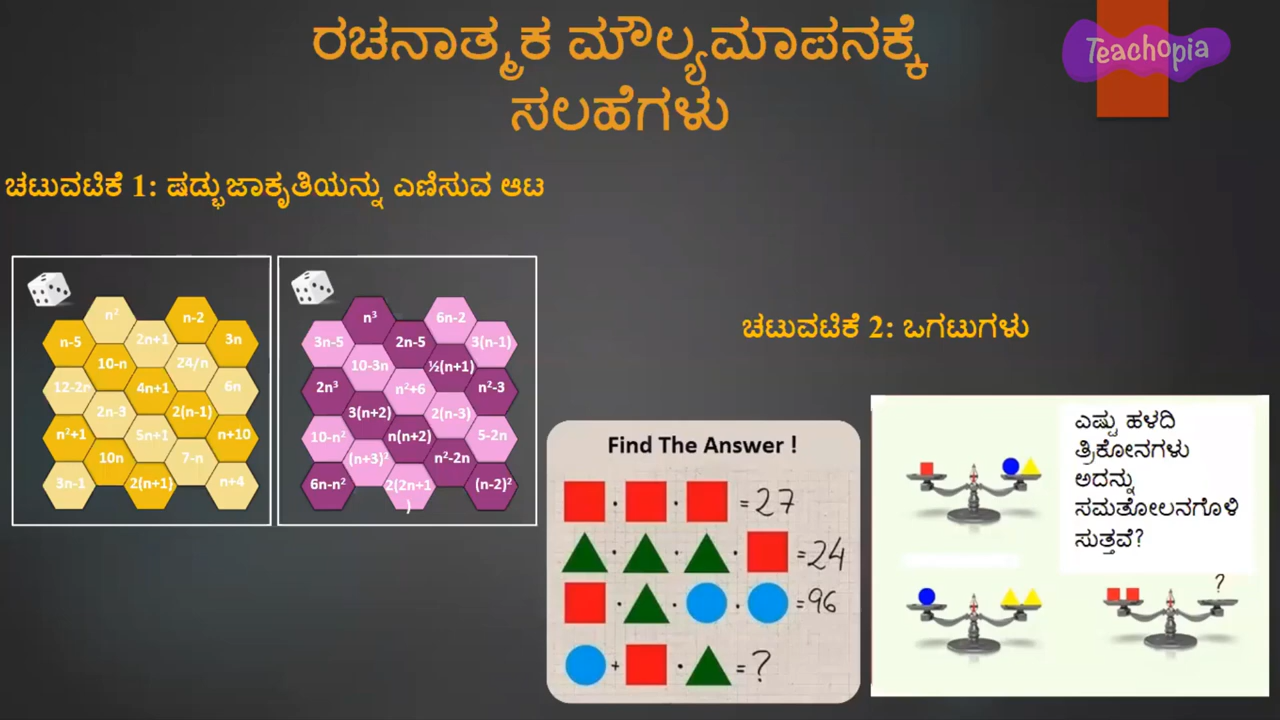 ರಚನಾತ್ಮಕ ಮೌಲ್ಯಮಾಪನಕ್ಕೆ
ಸಲಹೆಗಳು
Teachopia
ಚಟುವಟಿಕೆ 1: ಷಡ್ಭುಜಾಕೃತಿಯನ್ನು ಎಣಿಸುವ ಆಟ
n²
n-2
n-5
2n+1
3n
10-n
24/n
12-2n
4n+1
6n
2n-3
2(n-1)
n²+1
5n+1
n+10
10n
7-n
3n-1
2(n+1)
n+4
n³
6n-2
3n-5
2n-5
3(n-1)
10-3n
½(n+1)
2n³
n²+6
n²-3
3(n+2)
2(n-3)
10-n²
n(n+2)
5-2n
(n+3)²
n²-2n
6n-n²
2(2n+1
)
(n-2)²
ಚಟುವಟಿಕೆ 2: ಒಗಟುಗಳು
Find The Answer !
· · = 27
· · · = 24
· · · = 96
+ · = ?
ಎಷ್ಟು ಹಳದಿ
ತ್ರಿಕೋನಗಳು
ಅದನ್ನು
ಸಮತೋಲನಗೊಳಿ
ಸುತ್ತವೆ?
?